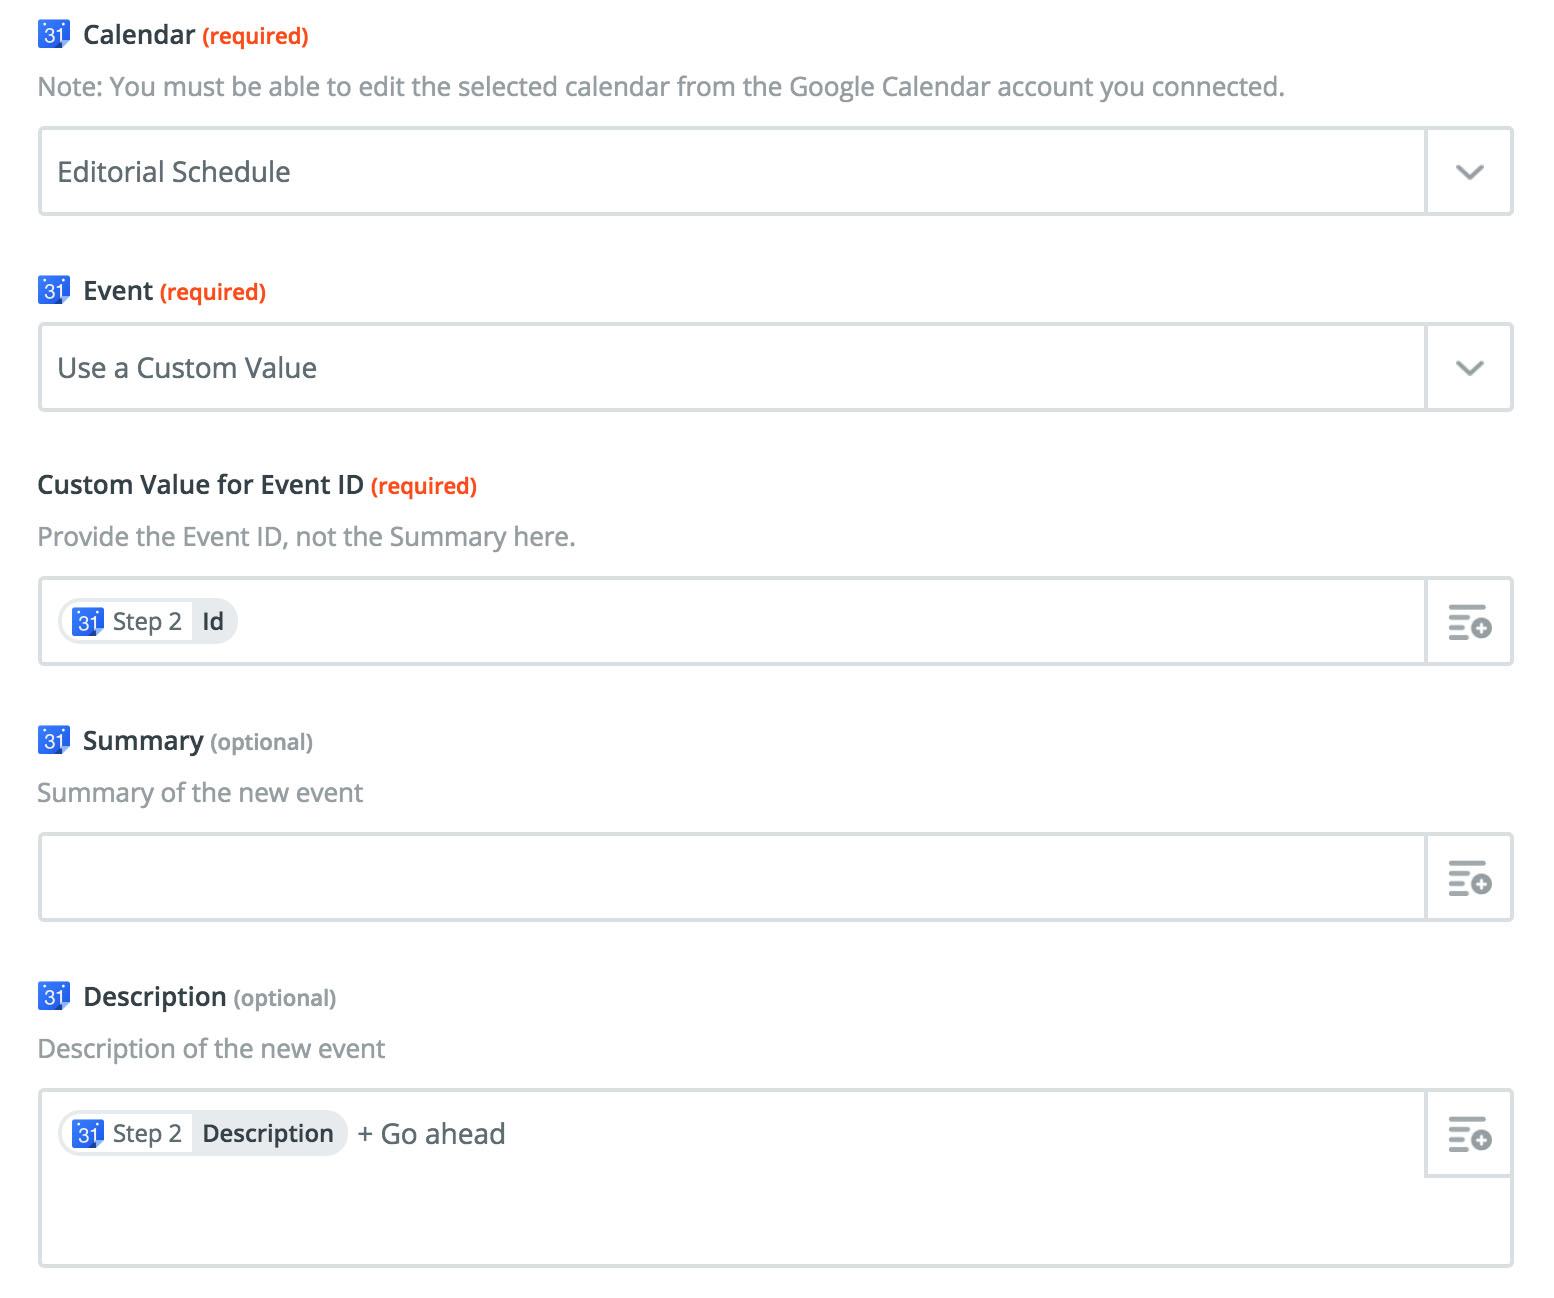 31 Calendar (required)
Note: You must be able to edit the selected calendar from the Google Calendar account you connected.
Editorial Schedule
31 Event (required)
Use a Custom Value
Custom Value for Event ID (required)
Provide the Event ID, not the Summary here.
31 Step 2 Id
31 Summary (optional)
Summary of the new event
31 Description (optional)
Description of the new event
31 Step 2 Description + Go ahead